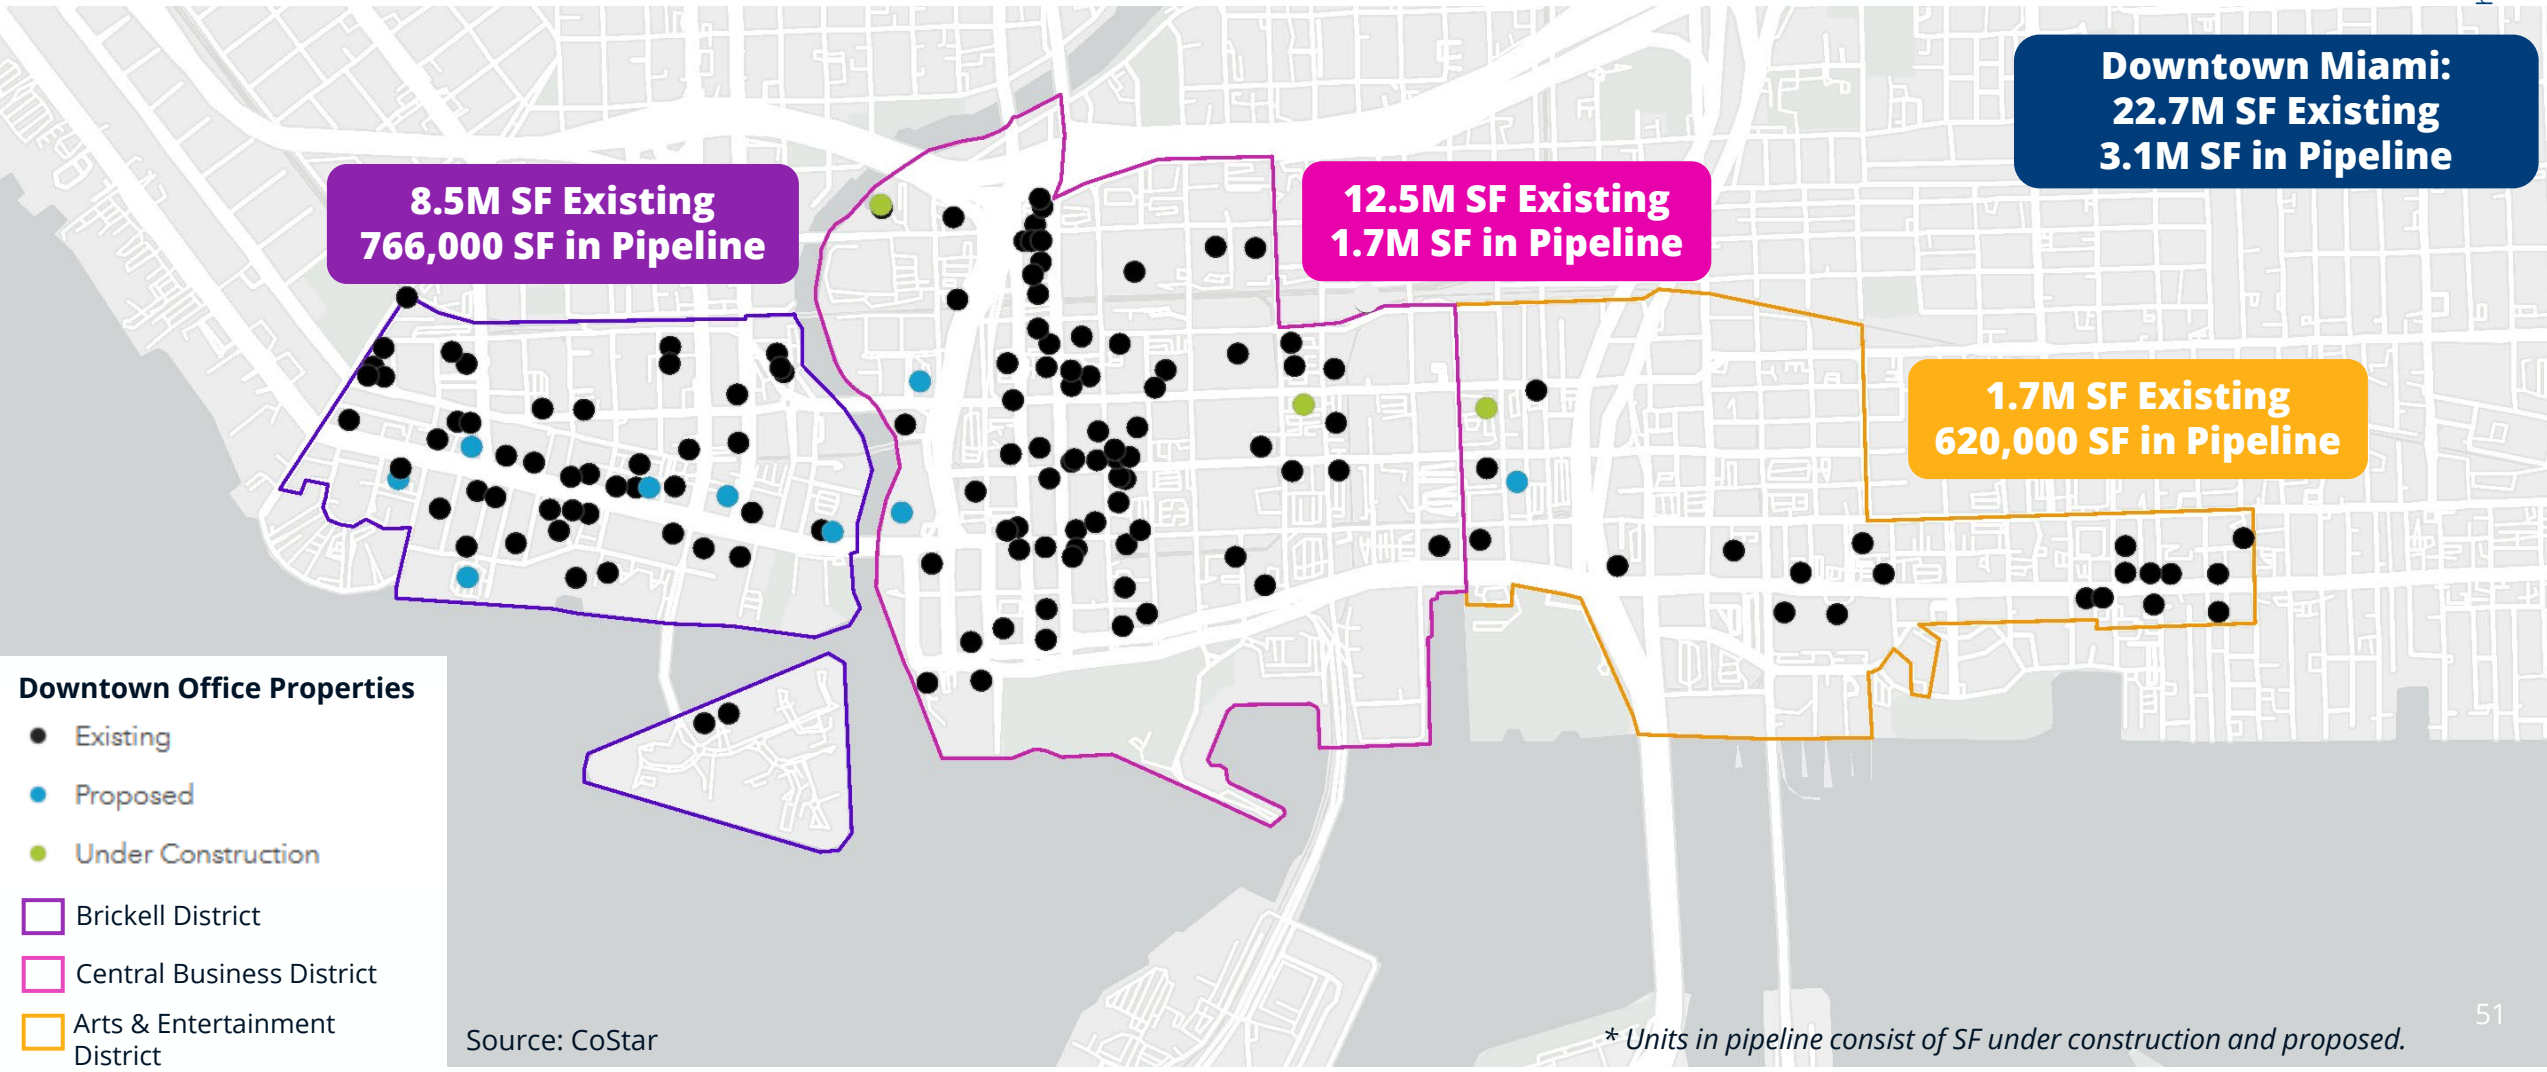 Downtown Miami:
22.7M SF Existing
3.1M SF in Pipeline
8.5M SF Existing
766,000 SF in Pipeline
12.5M SF Existing
1.7M SF in Pipeline
1.7M SF Existing
620,000 SF in Pipeline
Downtown Office Properties
Existing
Proposed
Under Construction
Brickell District
Central Business District
Arts & Entertainment
District
Source: CoStar
* Units in pipeline consist of SF under construction and proposed.
51